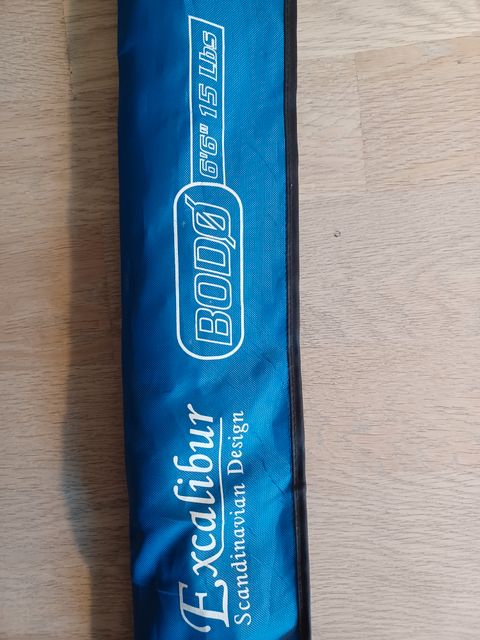 Excalibur
Scandinavian Design
BODØ
6'6" 15 Lbs